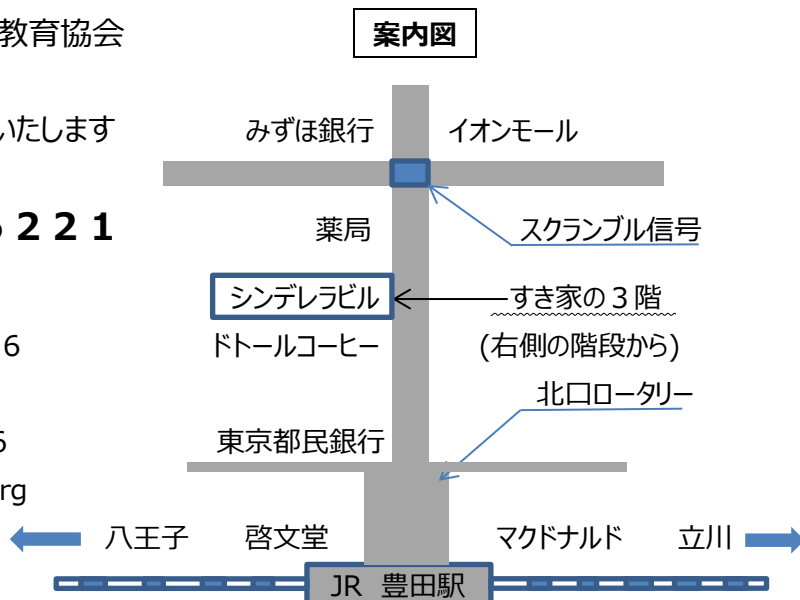 教育協会
案内図
いたします
みずほ銀行 イオンモール
221
薬局 スクランブル信号
シンデレラビル すき家の3階
6
ドトールコーヒー (右側の階段から)
北口ロータリー
東京都民銀行
rg
八王子 啓文堂 マクドナルド 立川
JR 豊田駅